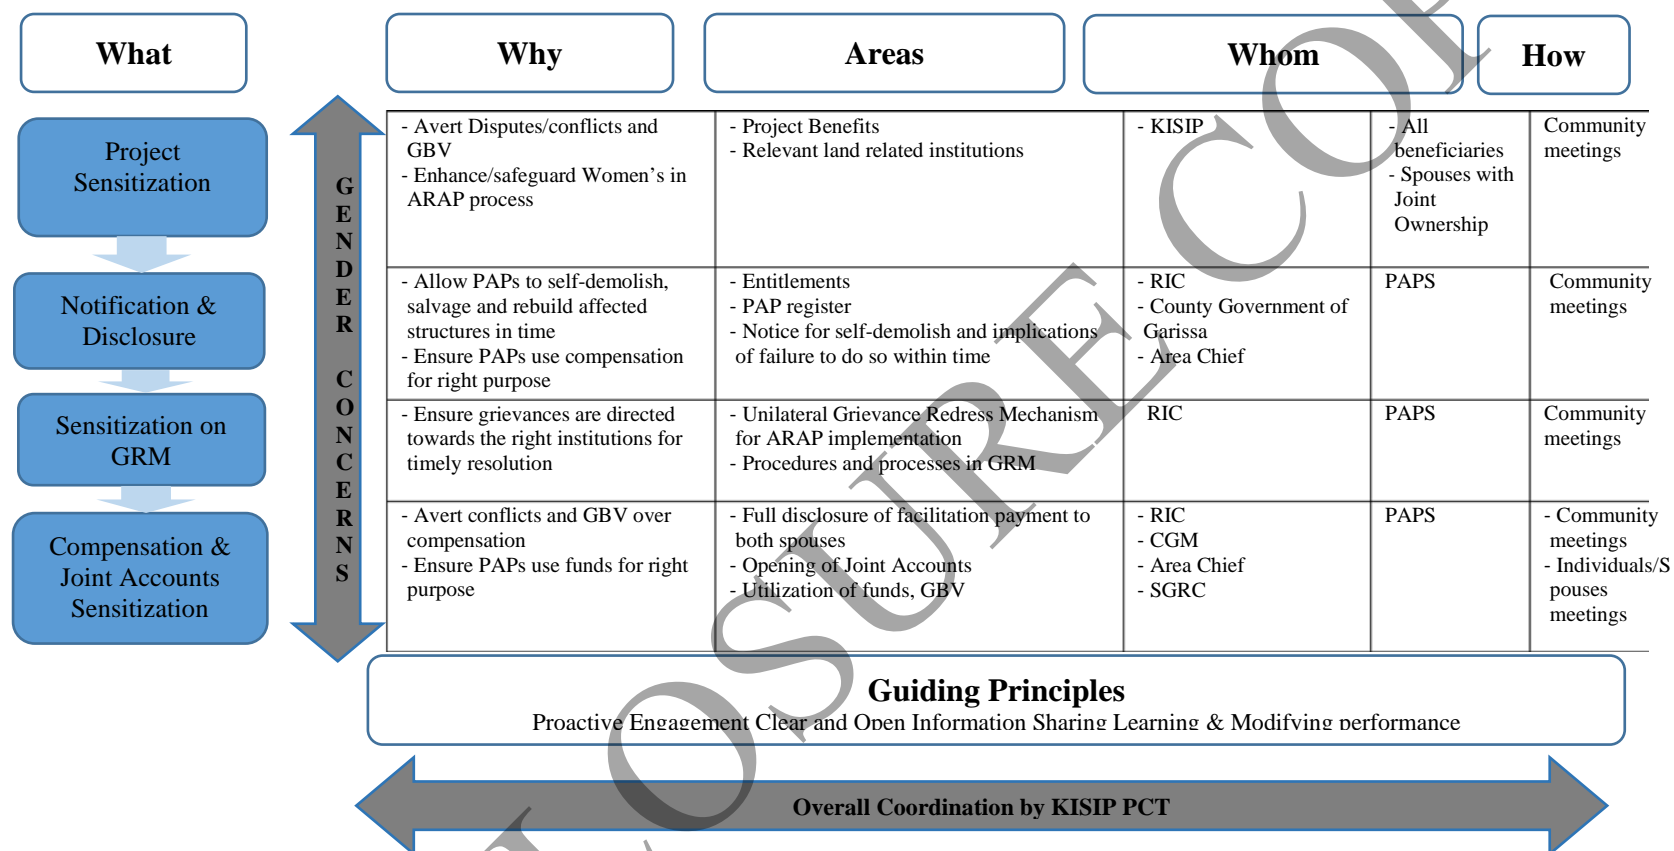 What
Why
Areas
Whom
How
Project
Sensitization
Notification &
Disclosure
Sensitization on
GRM
Compensation &
Joint Accounts
Sensitization
GENDER CONCERNS
- Avert Disputes/conflicts and
GBV
- Enhance/safeguard Women's in
ARAP process
- Project Benefits
- Relevant land related institutions
- KISIP
- All
beneficiaries
- Spouses with
Joint
Ownership
Community
meetings
- Allow PAPs to self-demolish,
salvage and rebuild affected
structures in time
- Ensure PAPs use compensation
for right purpose
- Entitlements
- PAP register
- Notice for self-demolish and implications
of failure to do so within time
- RIC
- County Government of
Garissa
- Area Chief
PAPS
Community
meetings
- Ensure grievances are directed
towards the right institutions for
timely resolution
- Unilateral Grievance Redress Mechanism
for ARAP implementation
- Procedures and processes in GRM
RIC
PAPS
Community
meetings
- Avert conflicts and GBV over
compensation
- Ensure PAPs use funds for right
purpose
- Full disclosure of facilitation payment to
both spouses
- Opening of Joint Accounts
- Utilization of funds, GBV
- RIC
- CGM
- Area Chief
- SGRC
PAPS
- Community
meetings
- Individuals/S
pouses
meetings
Guiding Principles
Proactive Engagement Clear and Open Information Sharing Learning & Modifying performance
Overall Coordination by KISIP PCT
LOSURE COP